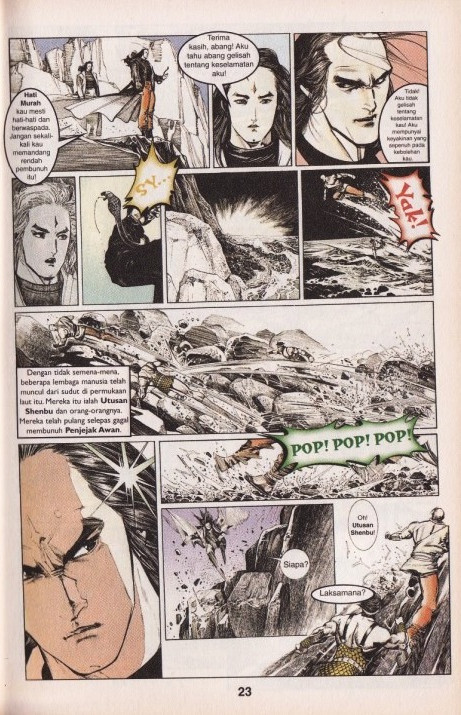 Hati
Murah
kau mesti
hati-hati dan
berwaspada.
Jangan sekali-
kali kau
memandang
rendah
pembunuh
itu!
Terima
kasih, abang! Aku
tahu abang gelisah
tentang keselamatan
aku!
Tidak!
Aku tidak
gelisah
tentang
keselamatan
kau! Aku
mempunyai
keyakinan yang
sepenuh pada
kebolehan
kau.
SY...
Yak!
Dengan tidak semena-mena,
beberapa lembaga manusia telah
muncul dari sudut di permukaan
laut itu. Mereka itu ialah Utusan
Shenbu dan orang-orangnya.
Mereka telah pulang selepas gagal
membunuh Penjejak Awan.
POP! POP! POP!
Siapa?
Oh!
Utusan
Shenbu!
Laksamana?
23